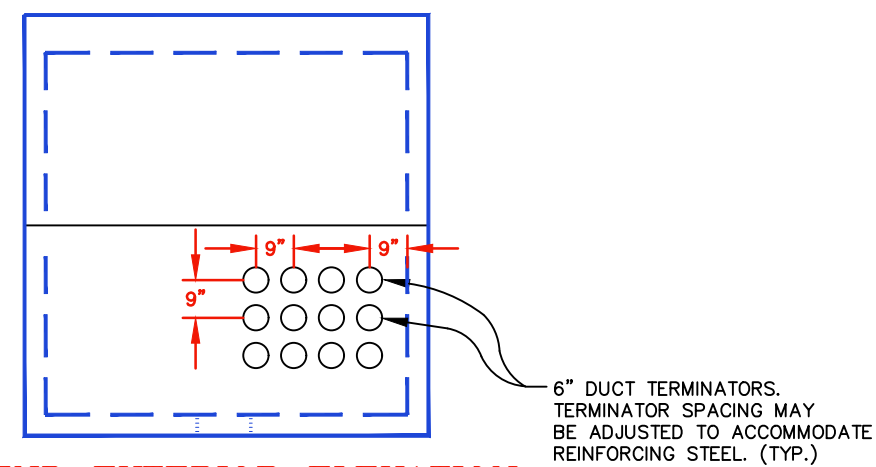 9” 9”
9”
6” DUCT TERMINATORS.
TERMINATOR SPACING MAY
BE ADJUSTED TO ACCOMMODATE
REINFORCING STEEL. (TYP.)